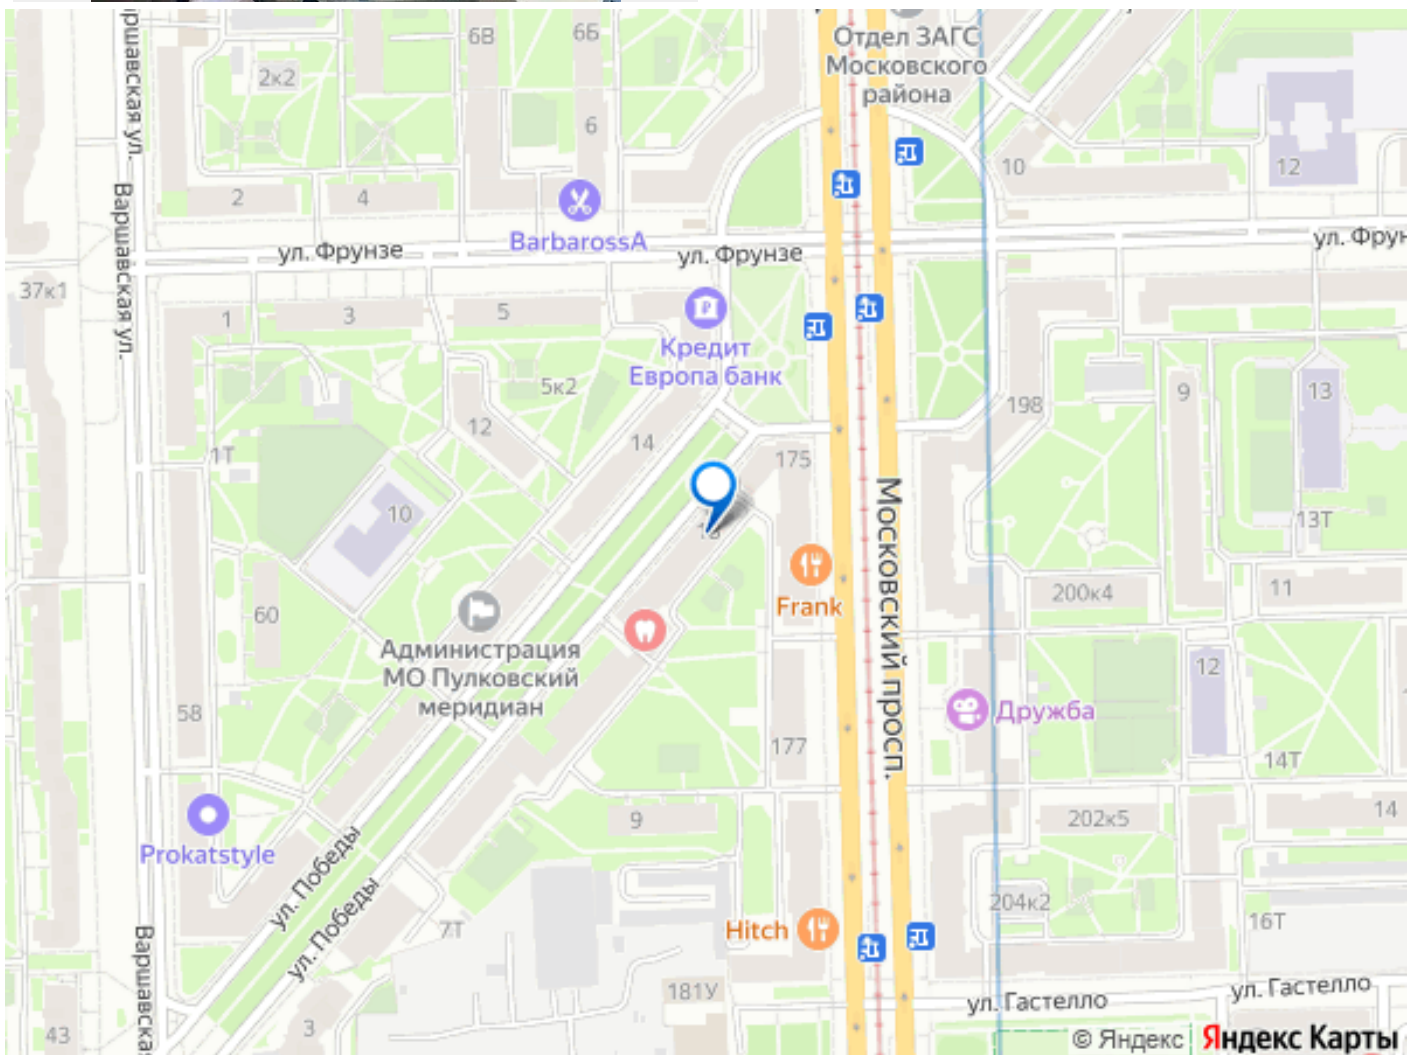 Отдел ЗАГС
Московского
района
6В
6Б
2к2
6
2
4
10
12
BarbarossA
ул. Фрунзе
ул. Фрунзе
ул. Фрун
Варшавская ул.
37к1
1
3
5
Кредит
Европа банк
5к2
12
14
198
9
13
1Т
175
10
13Т
Frank
Московский просп.
200к4
11
60
Администрация
МО Пулковский
меридиан
12
58
Дружба
177
14Т
9
202к5
14
Prokatstyle
ул. Победы
ул. Победы
204к2
7Т
Hitch
16Т
181У
ул. Гастелло
ул. Гастелло
43
3
© Яндекс
Яндекс Карты